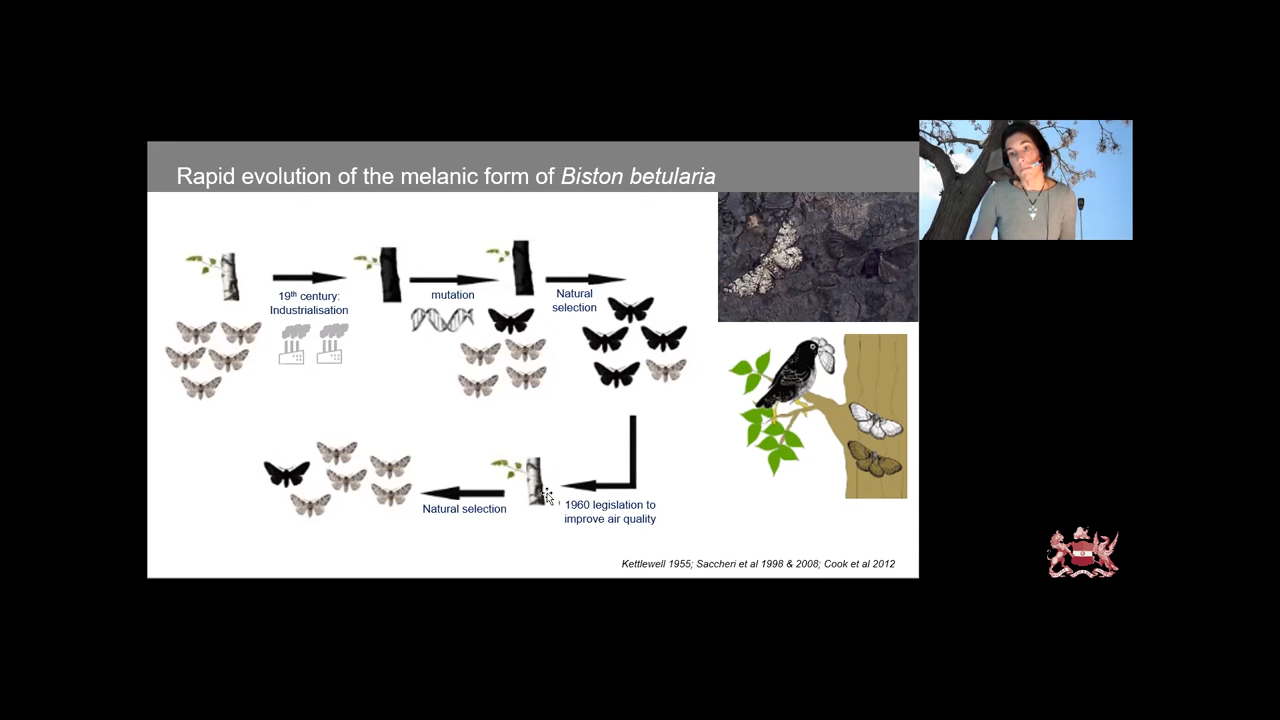 Rapid evolution of the melanic form of Biston betularia
19th century:
Industrialisation
mutation
Natural
selection
Natural selection
1960 legislation to
improve air quality
Kettlewell 1955; Saccheri et al 1998 & 2008; Cook et al 2012